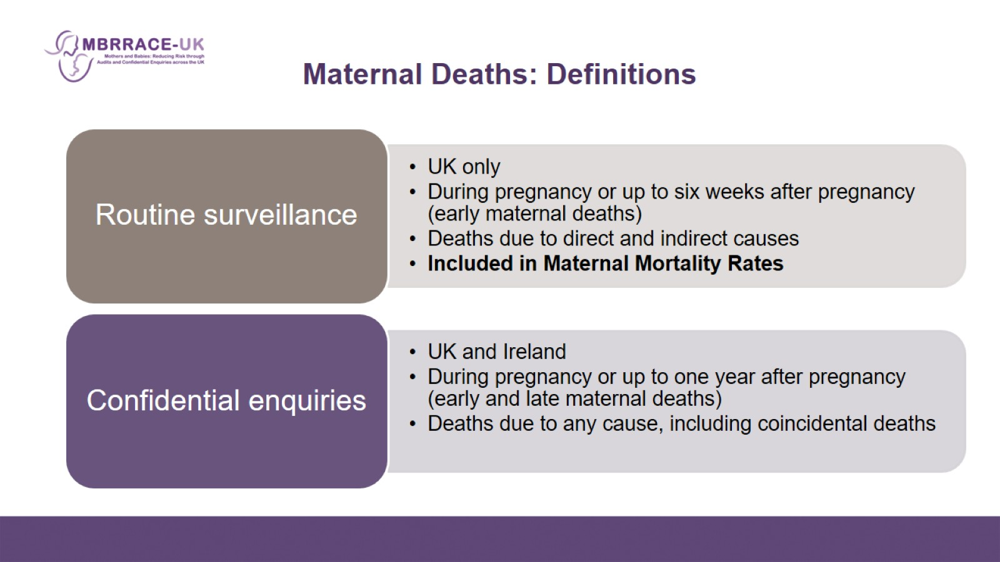 MBRRACE-UK
Mothers and Babies: Reducing Risk through
Audits and Confidential Enquiries across the UK
Maternal Deaths: Definitions
Routine surveillance
• UK only
• During pregnancy or up to six weeks after pregnancy
(early maternal deaths)
• Deaths due to direct and indirect causes
• Included in Maternal Mortality Rates
Confidential enquiries
• UK and Ireland
• During pregnancy or up to one year after pregnancy
(early and late maternal deaths)
• Deaths due to any cause, including coincidental deaths